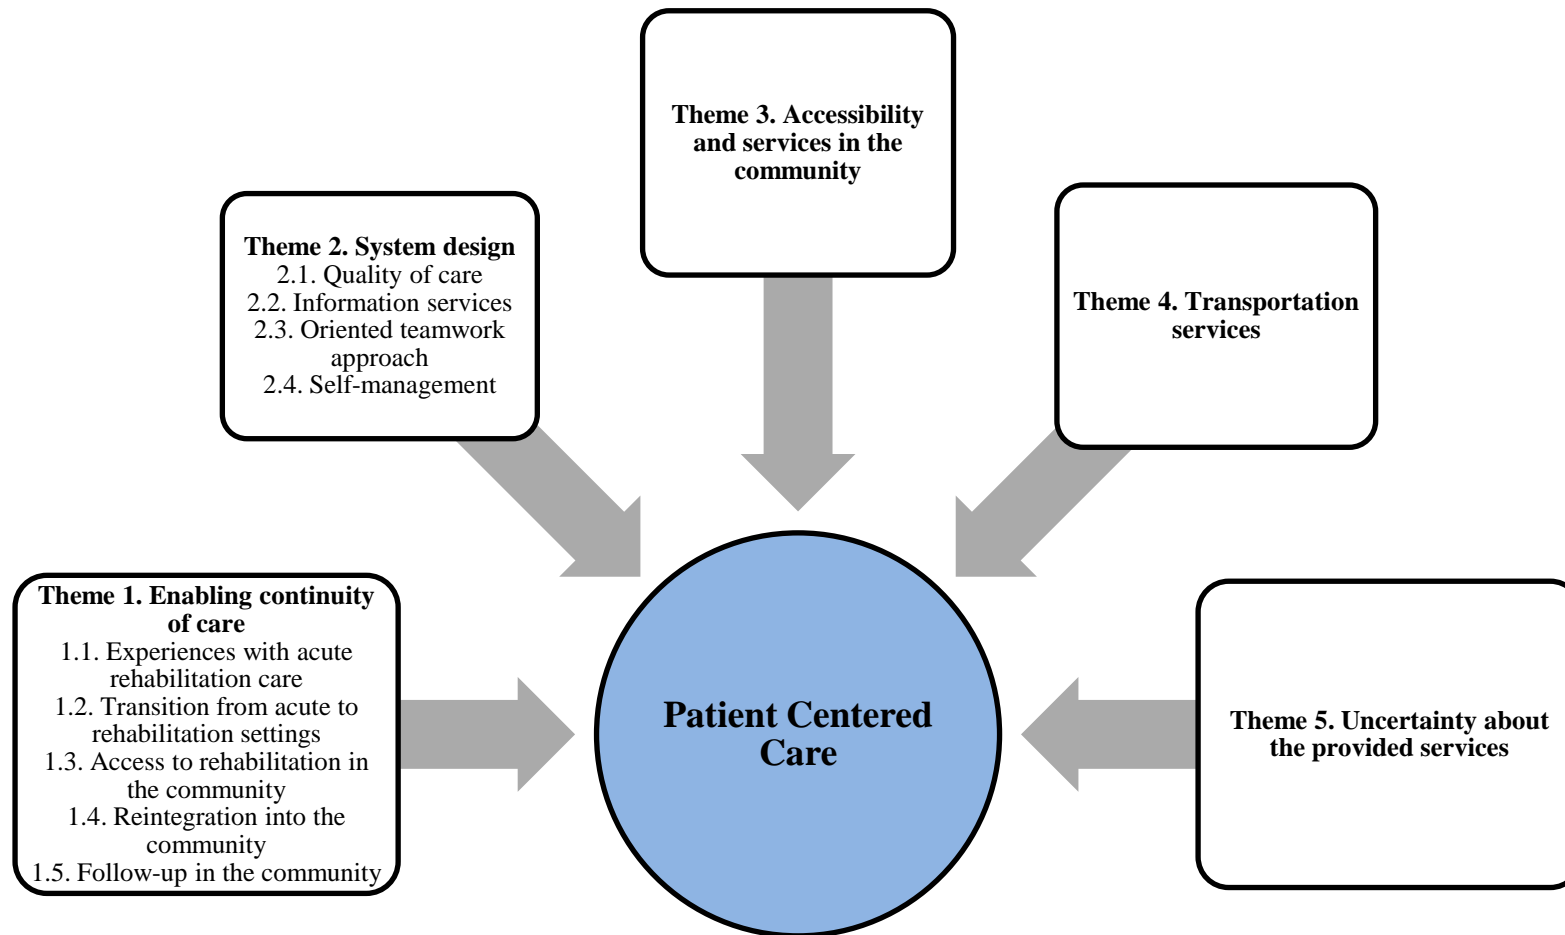 Theme 3. Accessibility
and services in the
community
Theme 2. System design
2.1. Quality of care
2.2. Information services
2.3. Oriented teamwork
approach
2.4. Self-management
Theme 4. Transportation
services
Theme 1. Enabling continuity
of care
1.1. Experiences with acute
rehabilitation care
1.2. Transition from acute to
rehabilitation settings
1.3. Access to rehabilitation in
the community
1.4. Reintegration into the
community
1.5. Follow-up in the community
Patient Centered
Care
Theme 5. Uncertainty about
the provided services